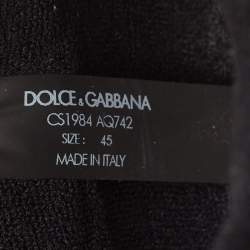 DOLCE & GABBANA
CS1984 AQ742
SIZE: 45
MADE IN ITALY